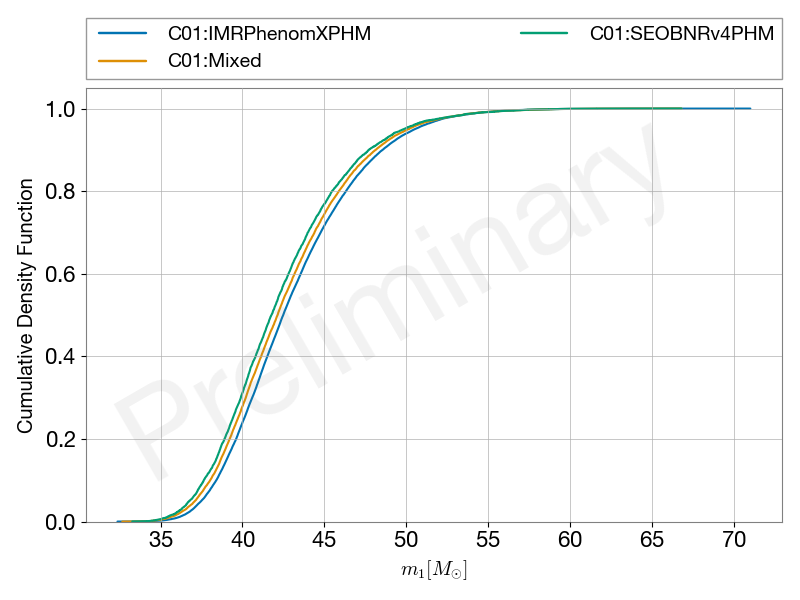 C01:IMRPhenomXPHM
C01:Mixed
C01:SEOBNRv4PHM
Cumulative Density Function
1.0
0.8
0.6
0.4
0.2
0.0
Preliminary
35 40 45 50 55 60 65 70
m₁[M☉]